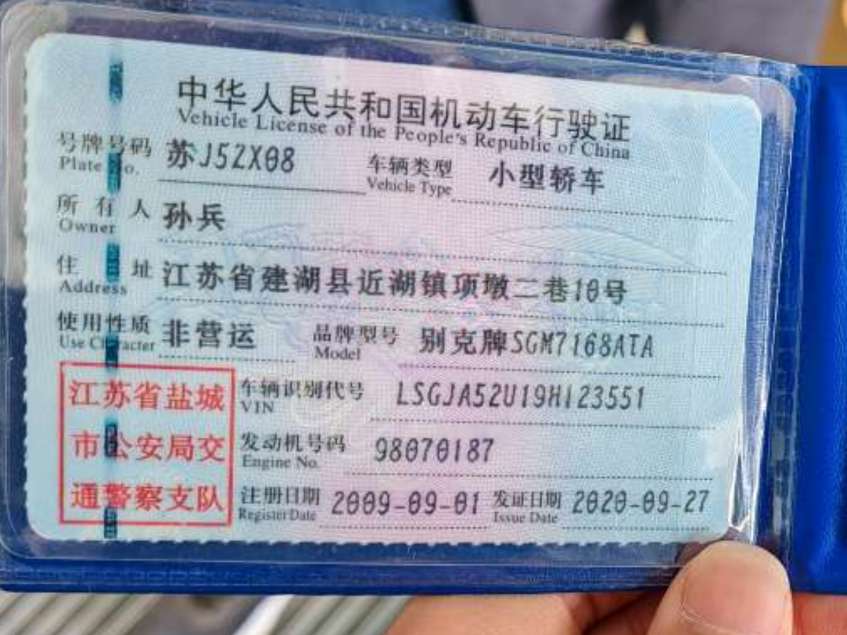 中华人民共和国机动车行驶证
Vehicle License of the People's Republic of China
号牌号码 苏J5ZX08 车辆类型 小型轿车
Plate No. Vehicle Type
所有人 孙兵
Owner
住址 江苏省建湖县近湖镇项墩二巷10号
Address
使用性质 非营运 品牌型号 别克牌SGM7168ATA
Use Character Model
江苏省盐城 车辆识别代号 LSGJA52U19H123551
VIN
市公安局交 发动机号码 98070187
Engine No.
通警察支队 注册日期 2009-09-01 发证日期 2020-09-27
Register Date Issue Date